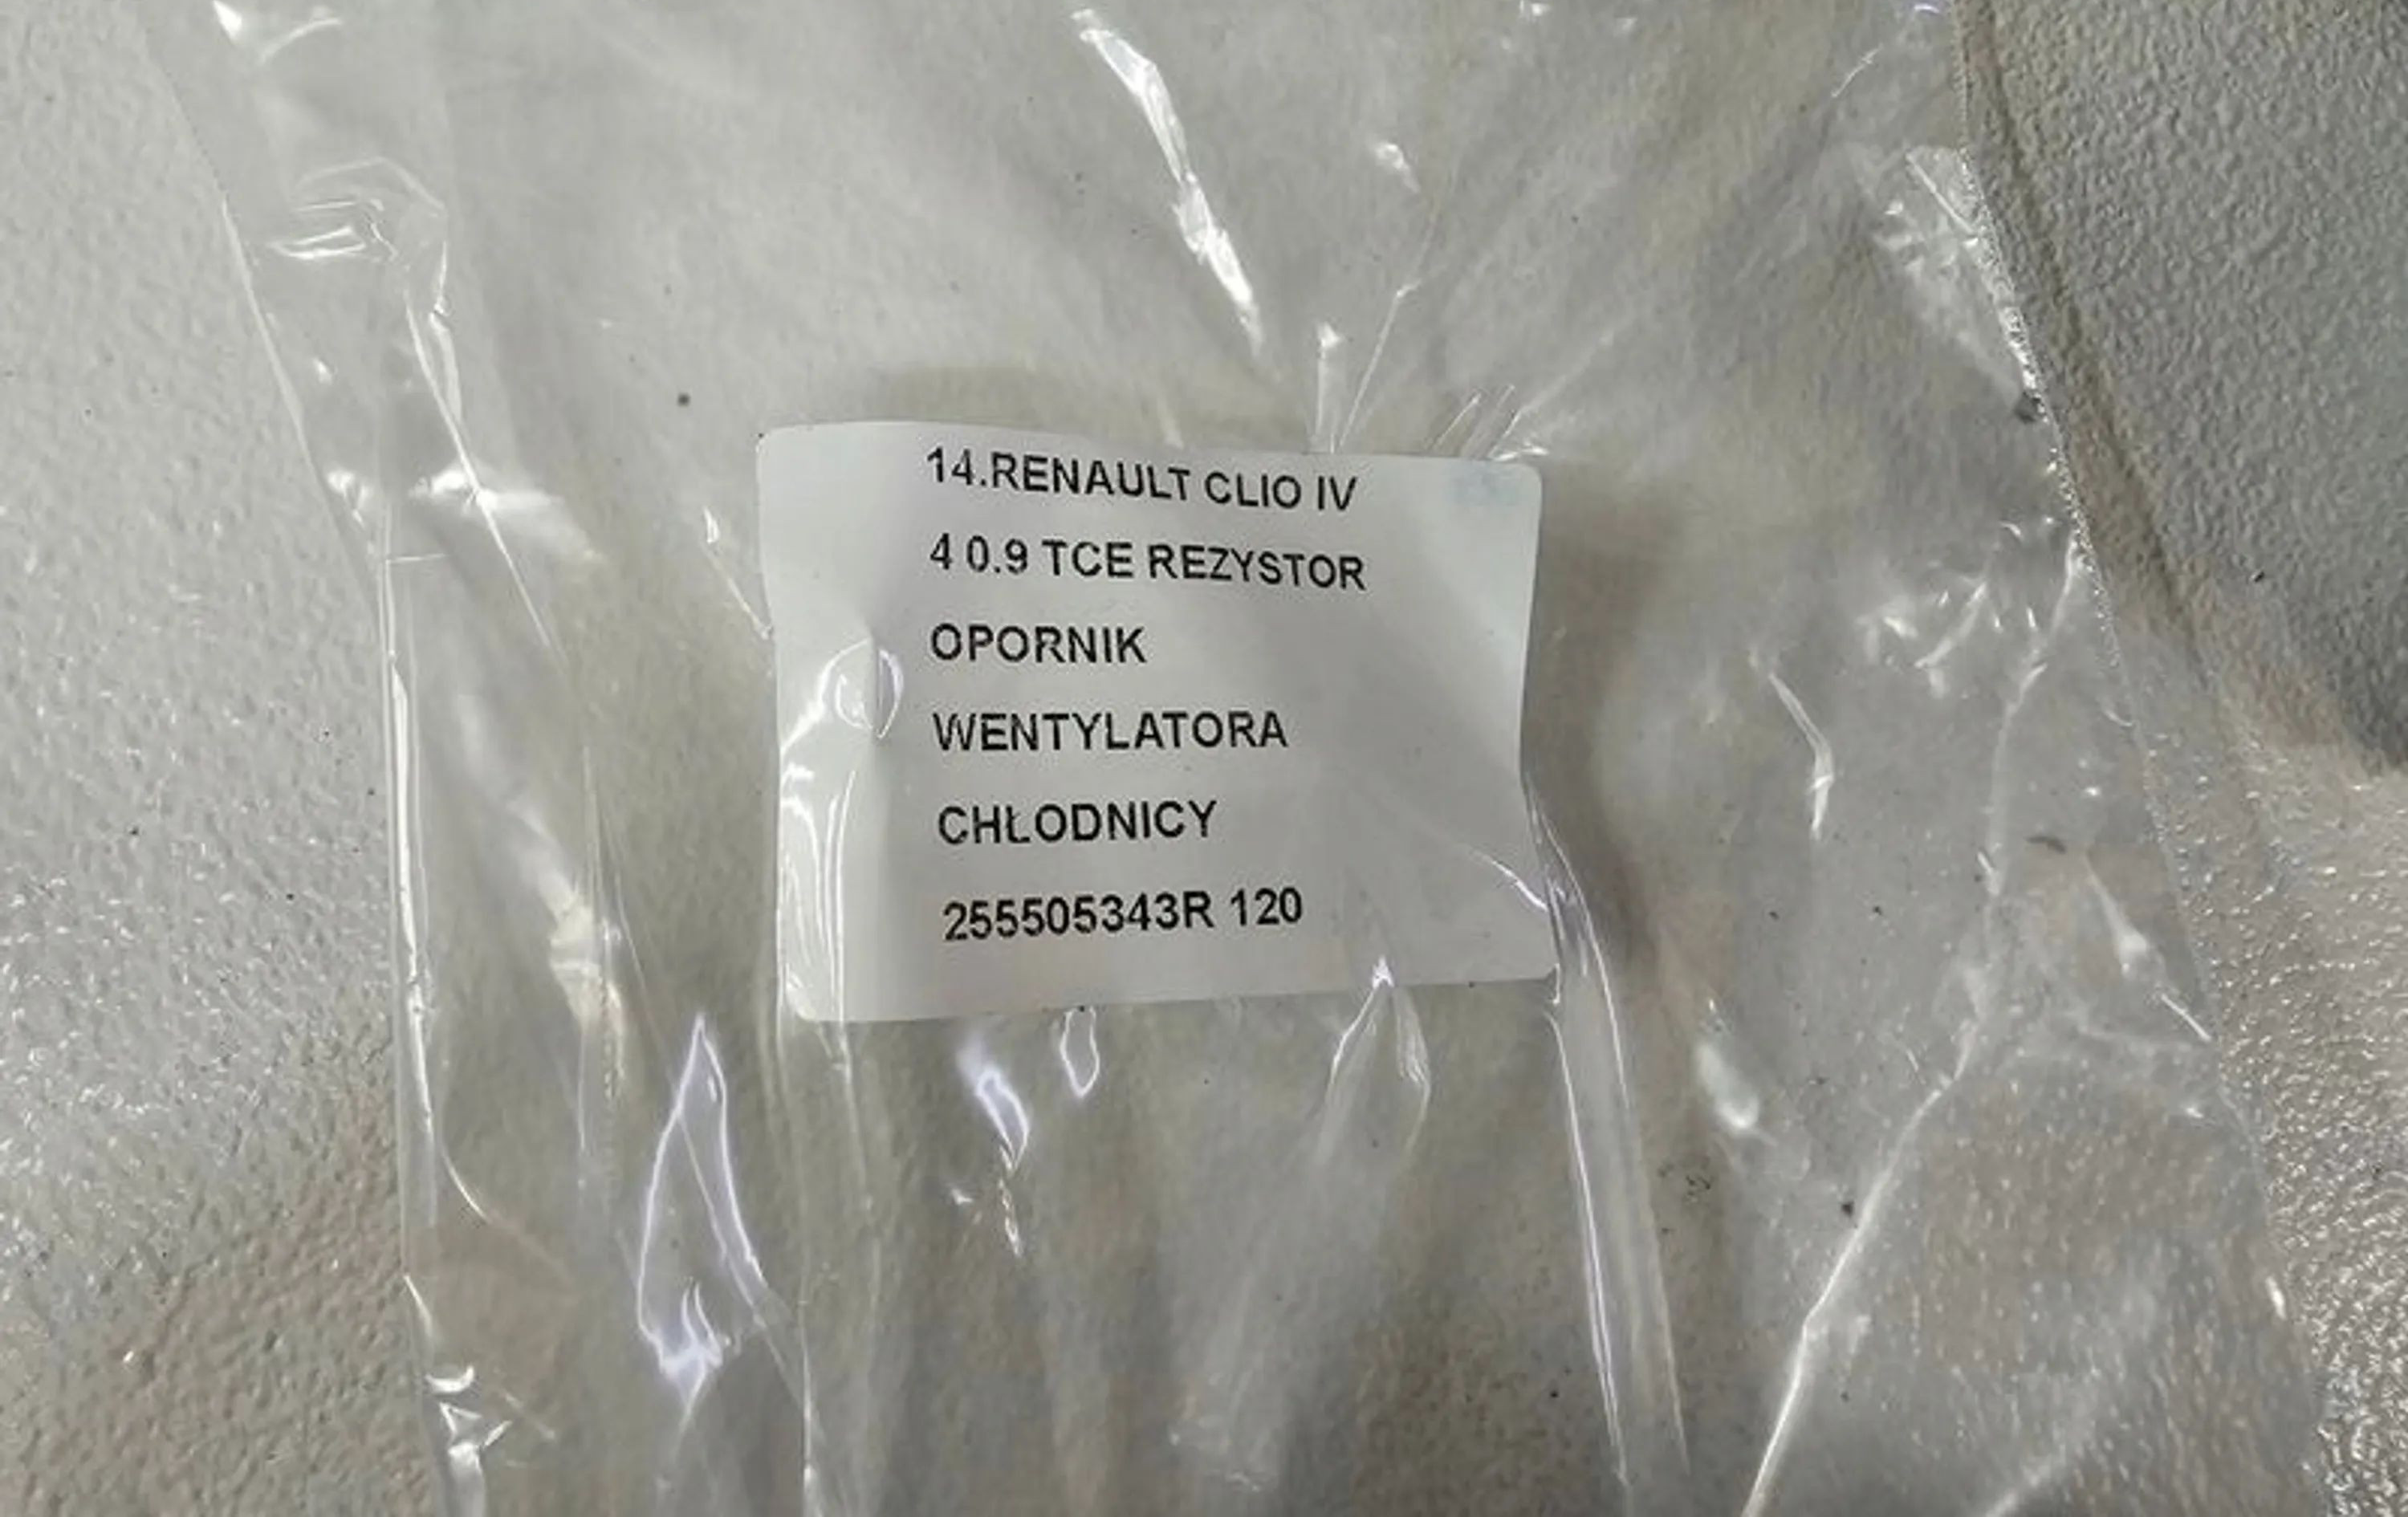 14.RENAULT CLIO IV
4 0.9 TCE REZYSTOR
OPORNIK
WENTYLATORA
CHŁODNICY
255505343R 120